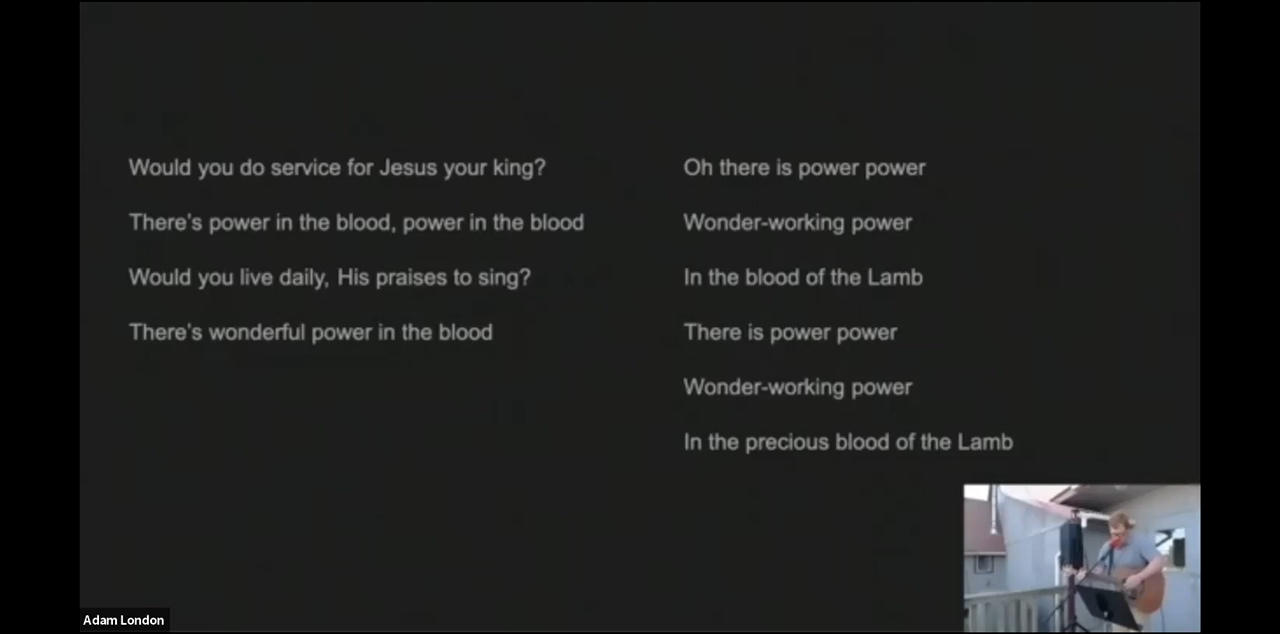 Would you do service for Jesus your king?
There's power in the blood, power in the blood
Would you live daily, His praises to sing?
There's wonderful power in the blood
Oh there is power power
Wonder-working power
In the blood of the Lamb
There is power power
Wonder-working power
In the precious blood of the Lamb
Adam London